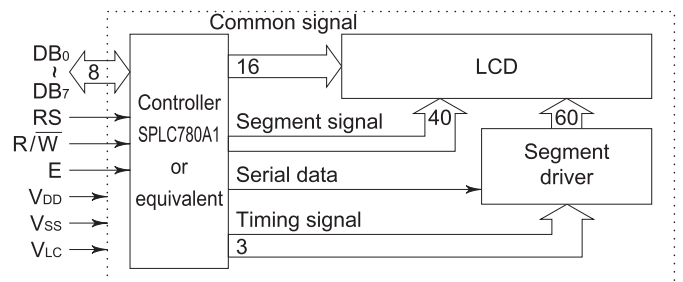 Common signal
DB0
~
DB7
8
16
LCD
Controller
SPLC780A1
or
equivalent
RS
R/W̅
E
VDD
VSS
VLC
Segment signal
40
60
Segment
driver
Serial data
Timing signal
3